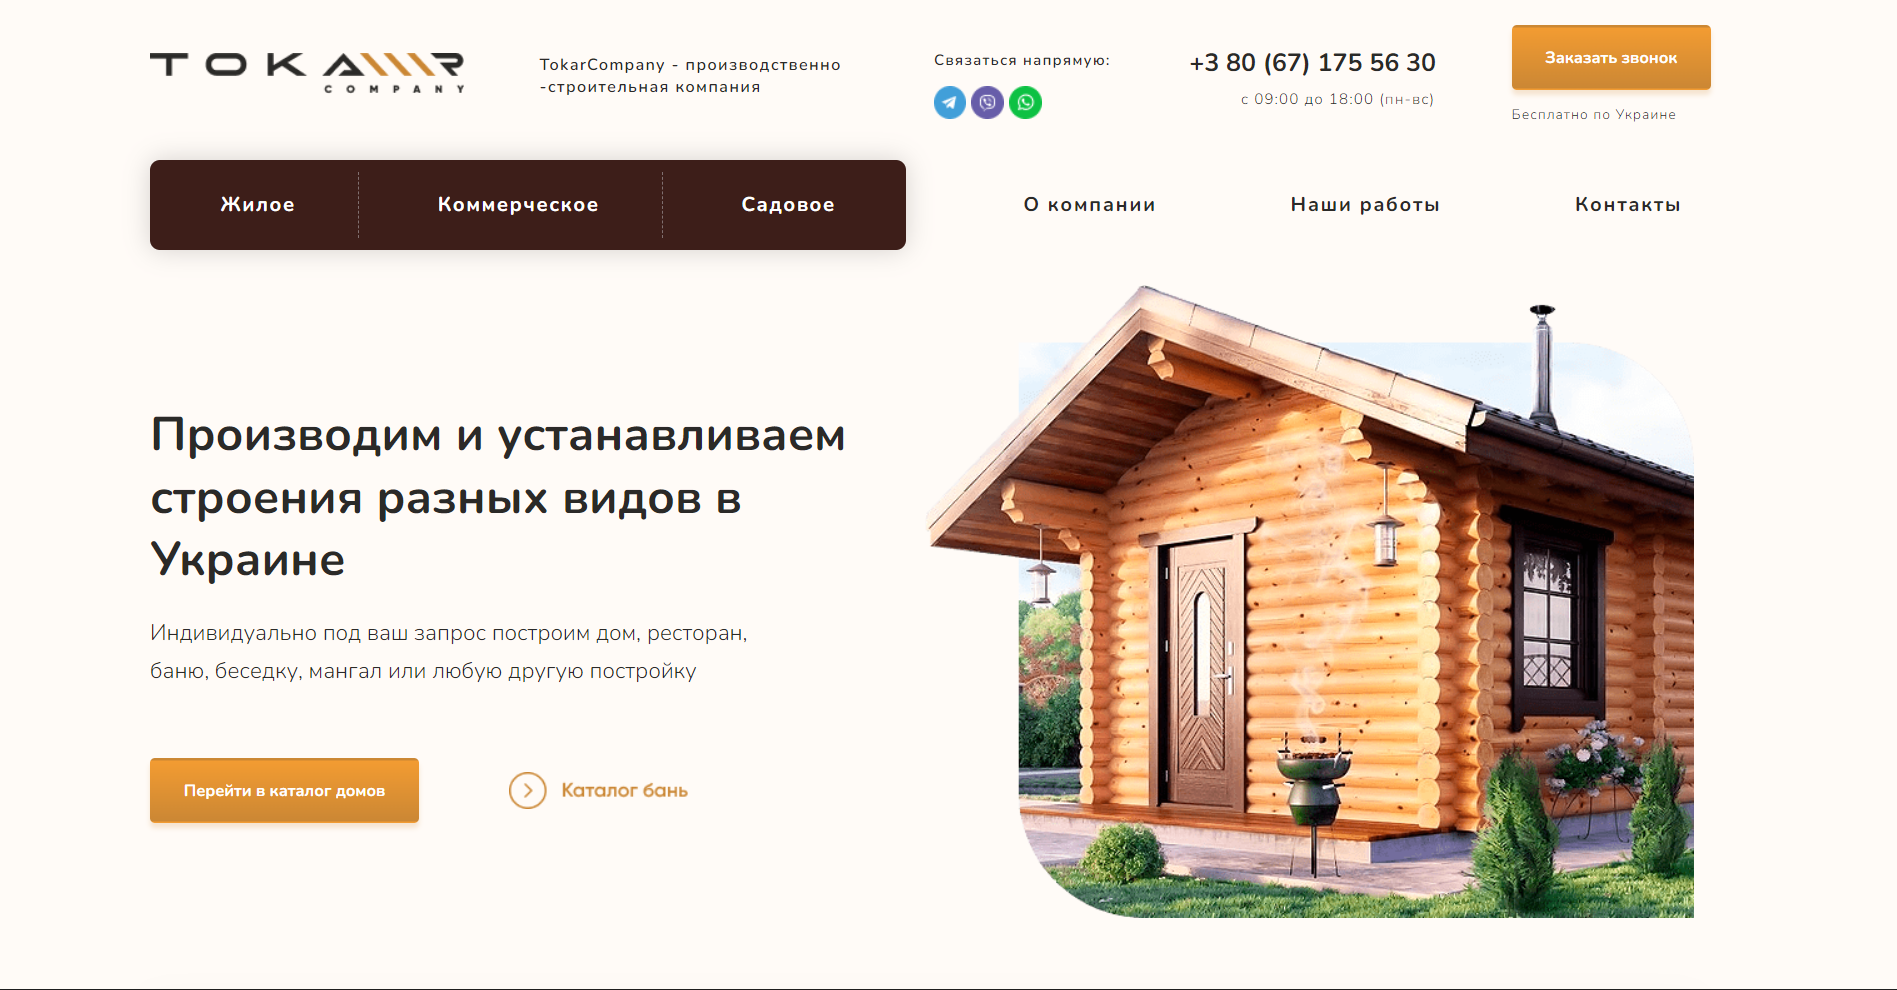 TOKAR
COMPANY
TokarCompany - производственно
-строительная компания
Связаться напрямую:
+3 80 (67) 175 56 30
с 09:00 до 18:00 (пн-вс)
Заказать звонок
Бесплатно по Украине
Жилое
Коммерческое
Садовое
О компании
Наши работы
Контакты
Производим и устанавливаем
строения разных видов в
Украине
Индивидуально под ваш запрос построим дом, ресторан,
баню, беседку, мангал или любую другую постройку
Перейти в каталог домов
Каталог бань